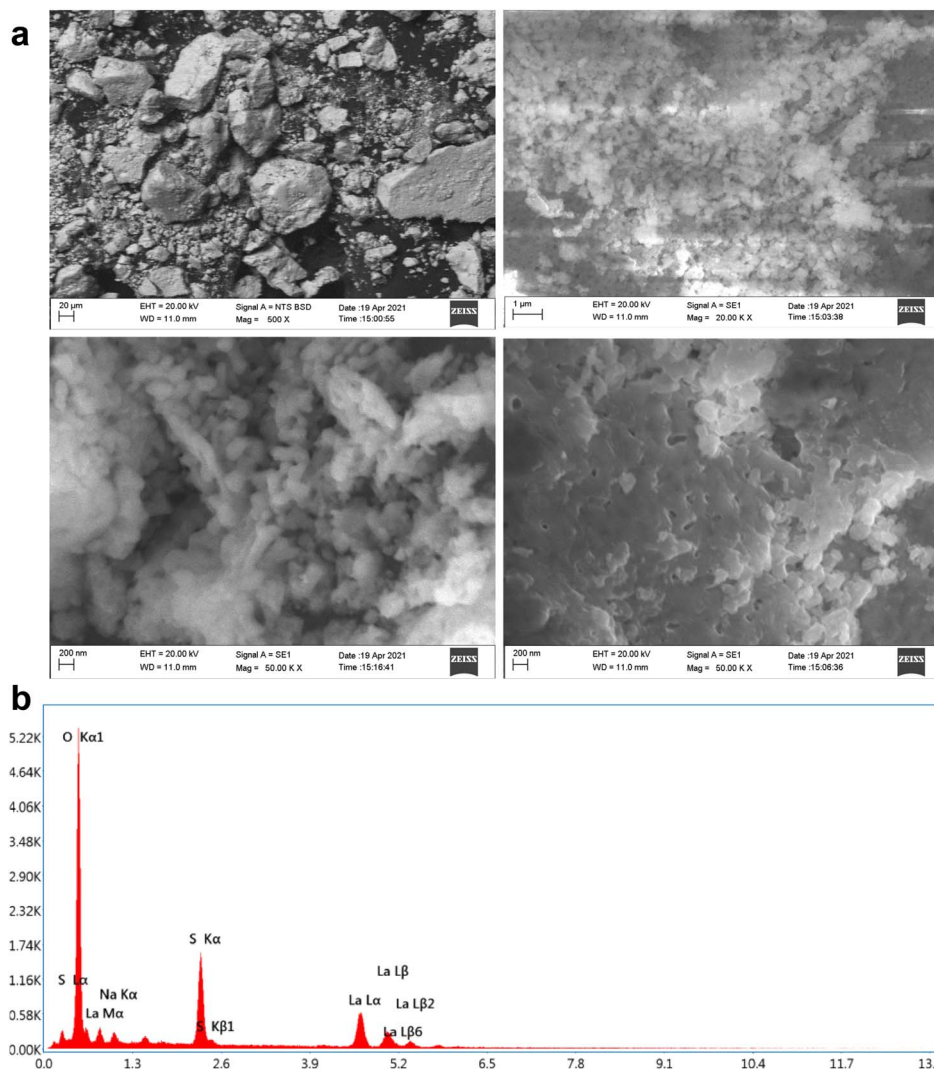 a
20 µm
EHT = 20.00 kV
WD = 11.0 mm
Signal A = NTS BSD
Mag = 500 X
Date :19 Apr 2021
Time :15:00:55
ZEISS
1 µm
EHT = 20.00 kV
WD = 11.0 mm
Signal A = SE1
Mag = 20.00 K X
Date :19 Apr 2021
Time :15:03:38
ZEISS
200 nm
EHT = 20.00 kV
WD = 11.0 mm
Signal A = SE1
Mag = 50.00 K X
Date :19 Apr 2021
Time :15:16:41
ZEISS
200 nm
EHT = 20.00 kV
WD = 11.0 mm
Signal A = SE1
Mag = 50.00 K X
Date :19 Apr 2021
Time :15:06:36
ZEISS
b
5.22K
4.64K
4.06K
3.48K
2.90K
2.32K
1.74K
1.16K
0.58K
0.00K
O Kα1
S Lα
La Mα
Na Kα
S Kα
S Kβ1
La Lα
La Lβ
La Lβ2
La Lβ6
0.0 1.3 2.6 3.9 5.2 6.5 7.8 9.1 10.4 11.7 13.